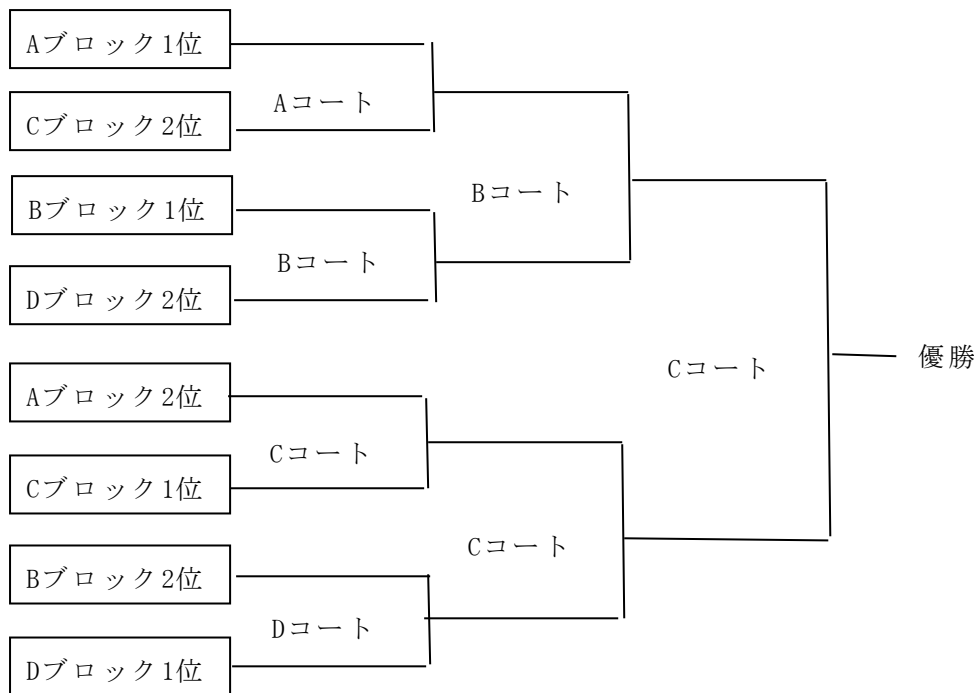 Aブロック1位
Aコート
Cブロック2位
Bコート
Bブロック1位
Bコート
Dブロック2位
Cコート
優勝
Aブロック2位
Cコート
Cブロック1位
Cコート
Bブロック2位
Dコート
Dブロック1位